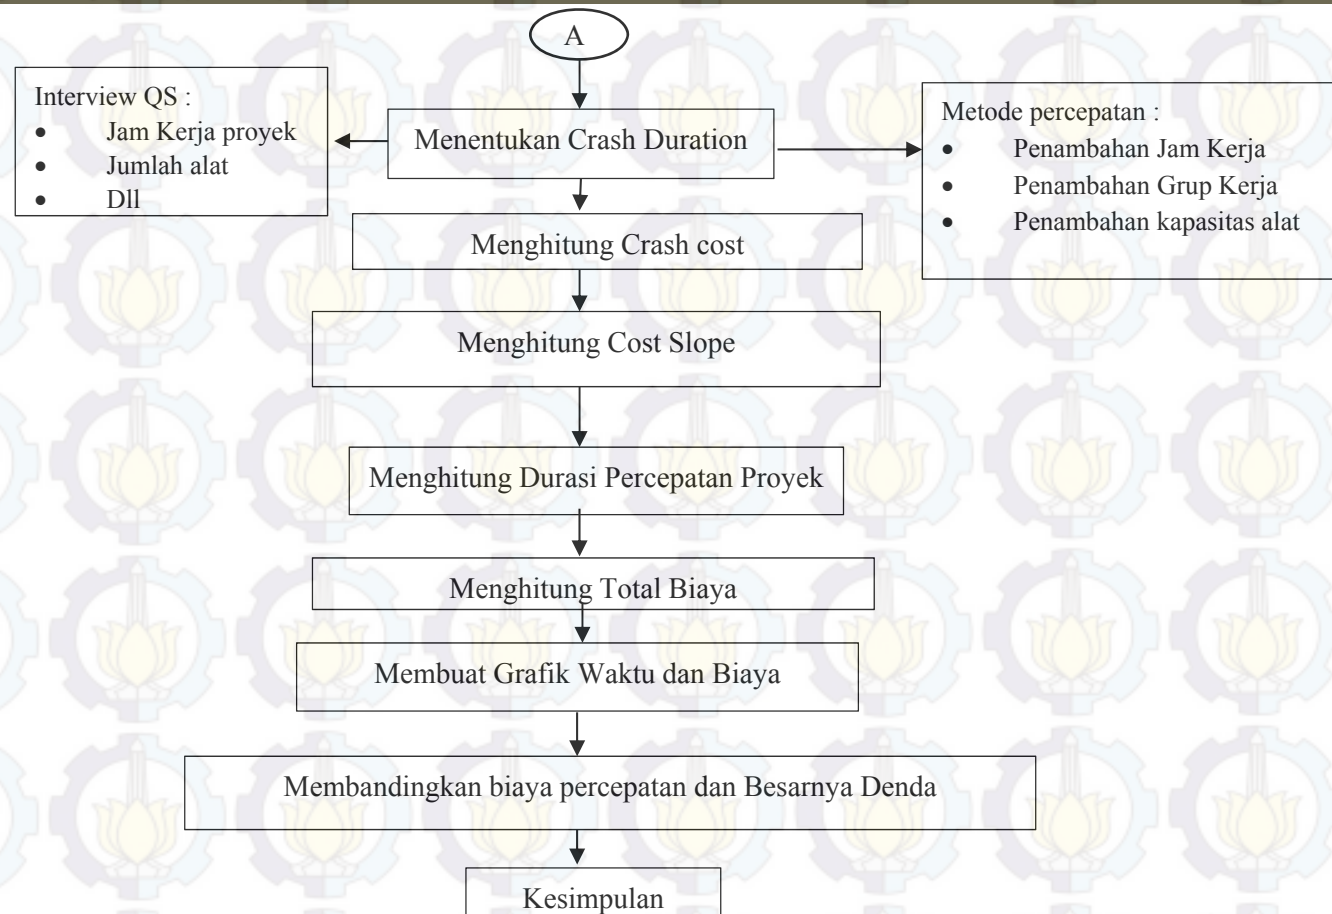 A
Interview QS :
• Jam Kerja proyek
• Jumlah alat
• Dll
Menentukan Crash Duration
Metode percepatan :
• Penambahan Jam Kerja
• Penambahan Grup Kerja
• Penambahan kapasitas alat
Menghitung Crash cost
Menghitung Cost Slope
Menghitung Durasi Percepatan Proyek
Menghitung Total Biaya
Membuat Grafik Waktu dan Biaya
Membandingkan biaya percepatan dan Besarnya Denda
Kesimpulan